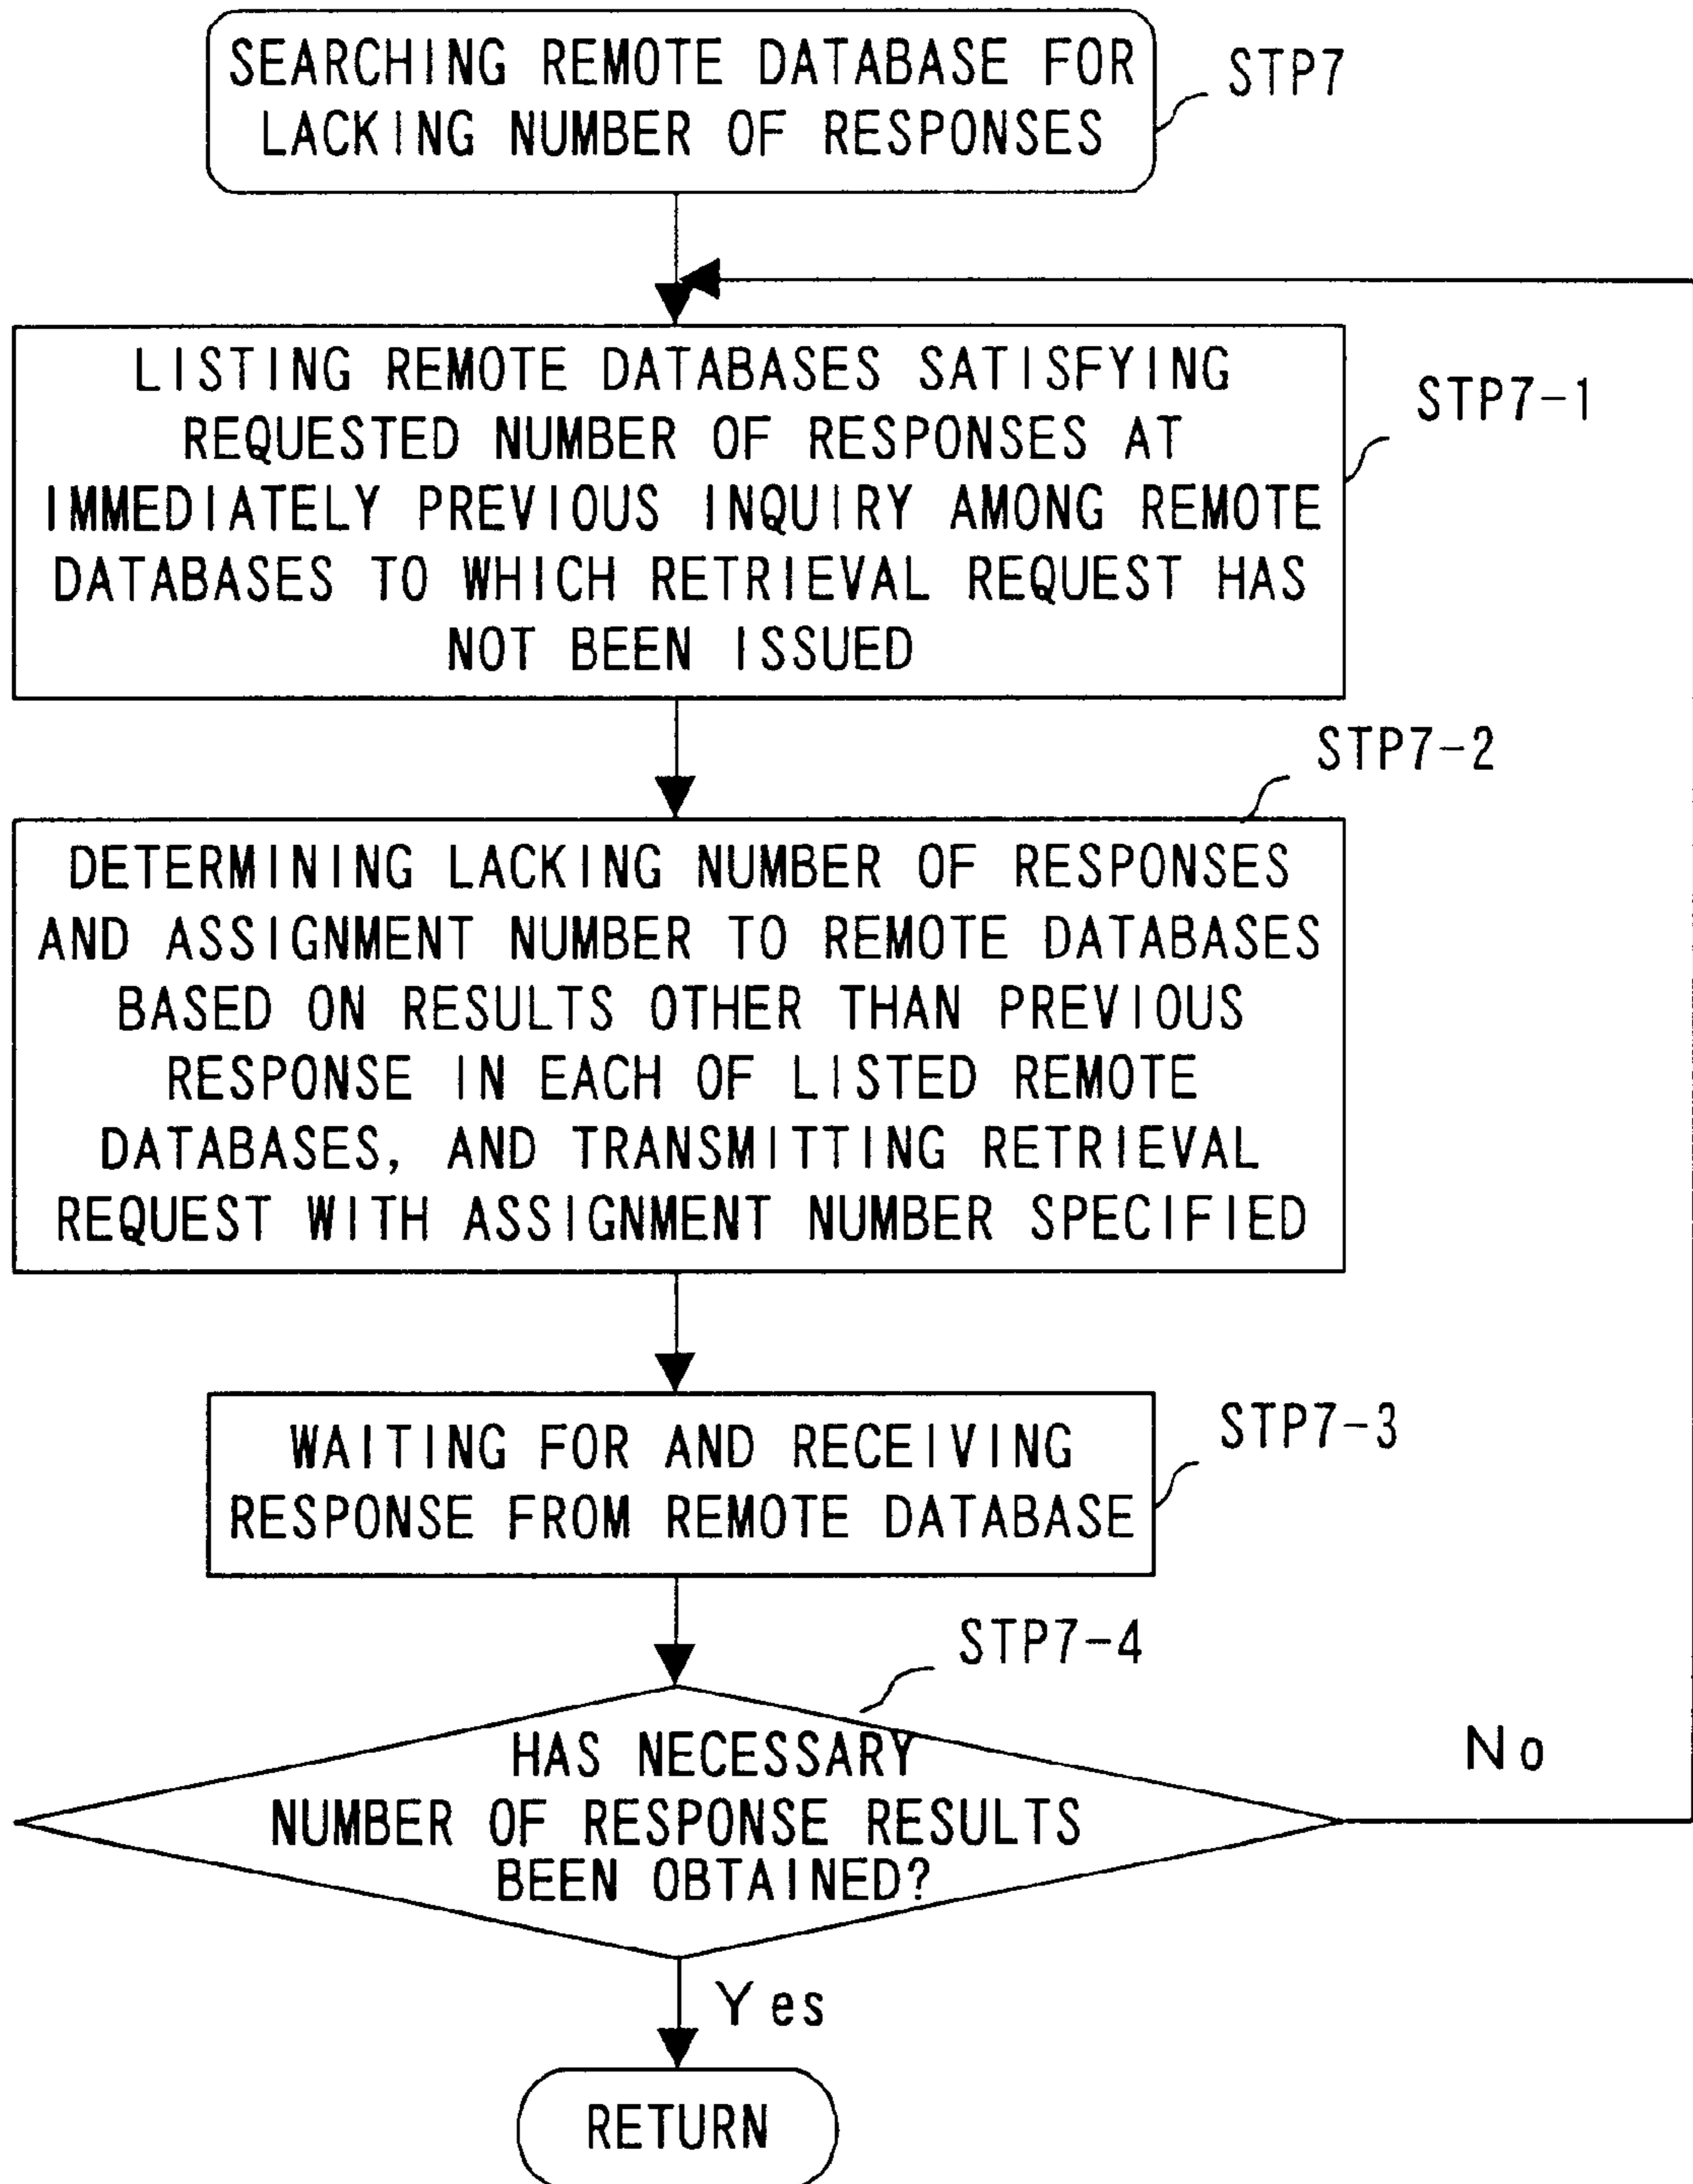 SEARCHING REMOTE DATABASE FOR
LACKING NUMBER OF RESPONSES
STP7
LISTING REMOTE DATABASES SATISFYING
REQUESTED NUMBER OF RESPONSES AT
IMMEDIATELY PREVIOUS INQUIRY AMONG REMOTE
DATABASES TO WHICH RETRIEVAL REQUEST HAS
NOT BEEN ISSUED
STP7-1
STP7-2
DETERMINING LACKING NUMBER OF RESPONSES
AND ASSIGNMENT NUMBER TO REMOTE DATABASES
BASED ON RESULTS OTHER THAN PREVIOUS
RESPONSE IN EACH OF LISTED REMOTE
DATABASES, AND TRANSMITTING RETRIEVAL
REQUEST WITH ASSIGNMENT NUMBER SPECIFIED
WAITING FOR AND RECEIVING
RESPONSE FROM REMOTE DATABASE
STP7-3
STP7-4
HAS NECESSARY
NUMBER OF RESPONSE RESULTS
BEEN OBTAINED?
No
Yes
RETURN